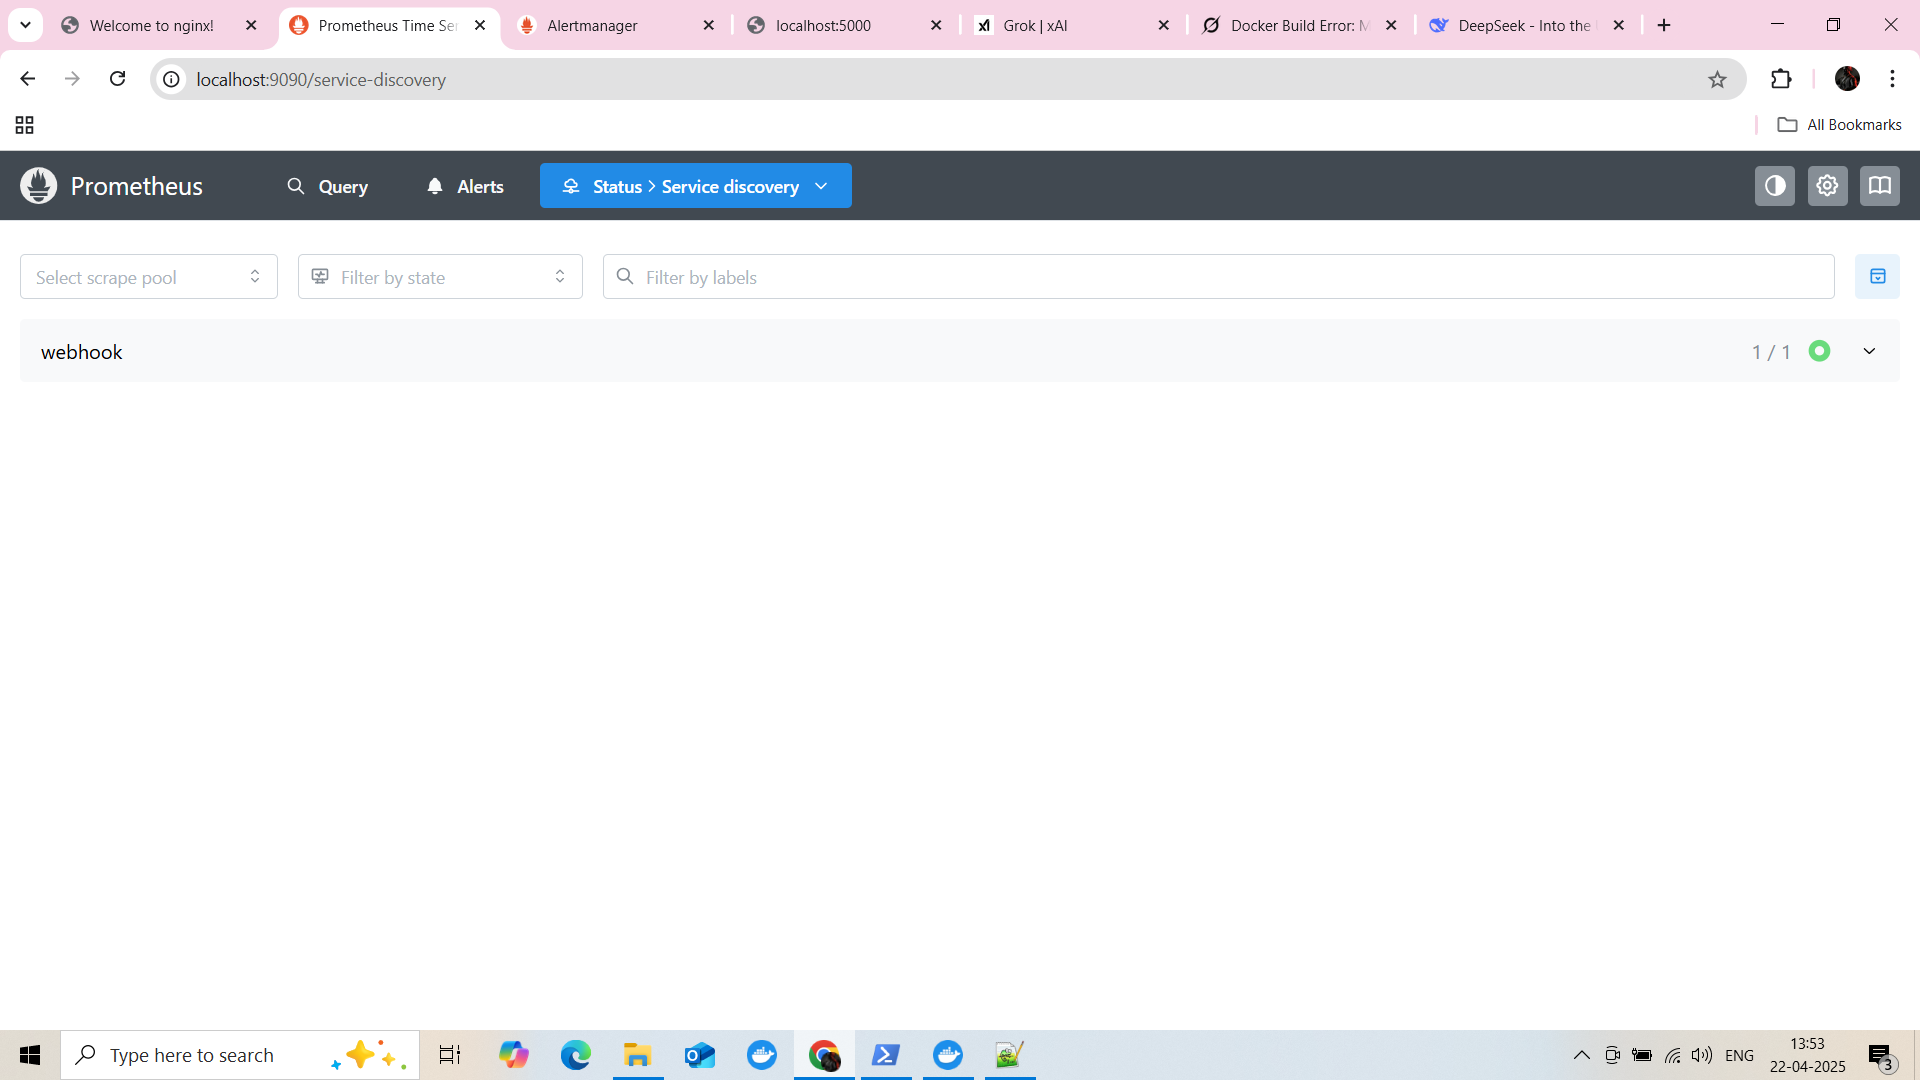 Welcome to nginx!
Prometheus Time Ser
Alertmanager
localhost:5000
Grok | xAI
Docker Build Error: M
DeepSeek - Into the
localhost:9090/service-discovery
All Bookmarks
Prometheus
Query
Alerts
Status > Service discovery
Select scrape pool
Filter by state
Filter by labels
webhook
1 / 1
Type here to search
ENG
13:53
22-04-2025
3